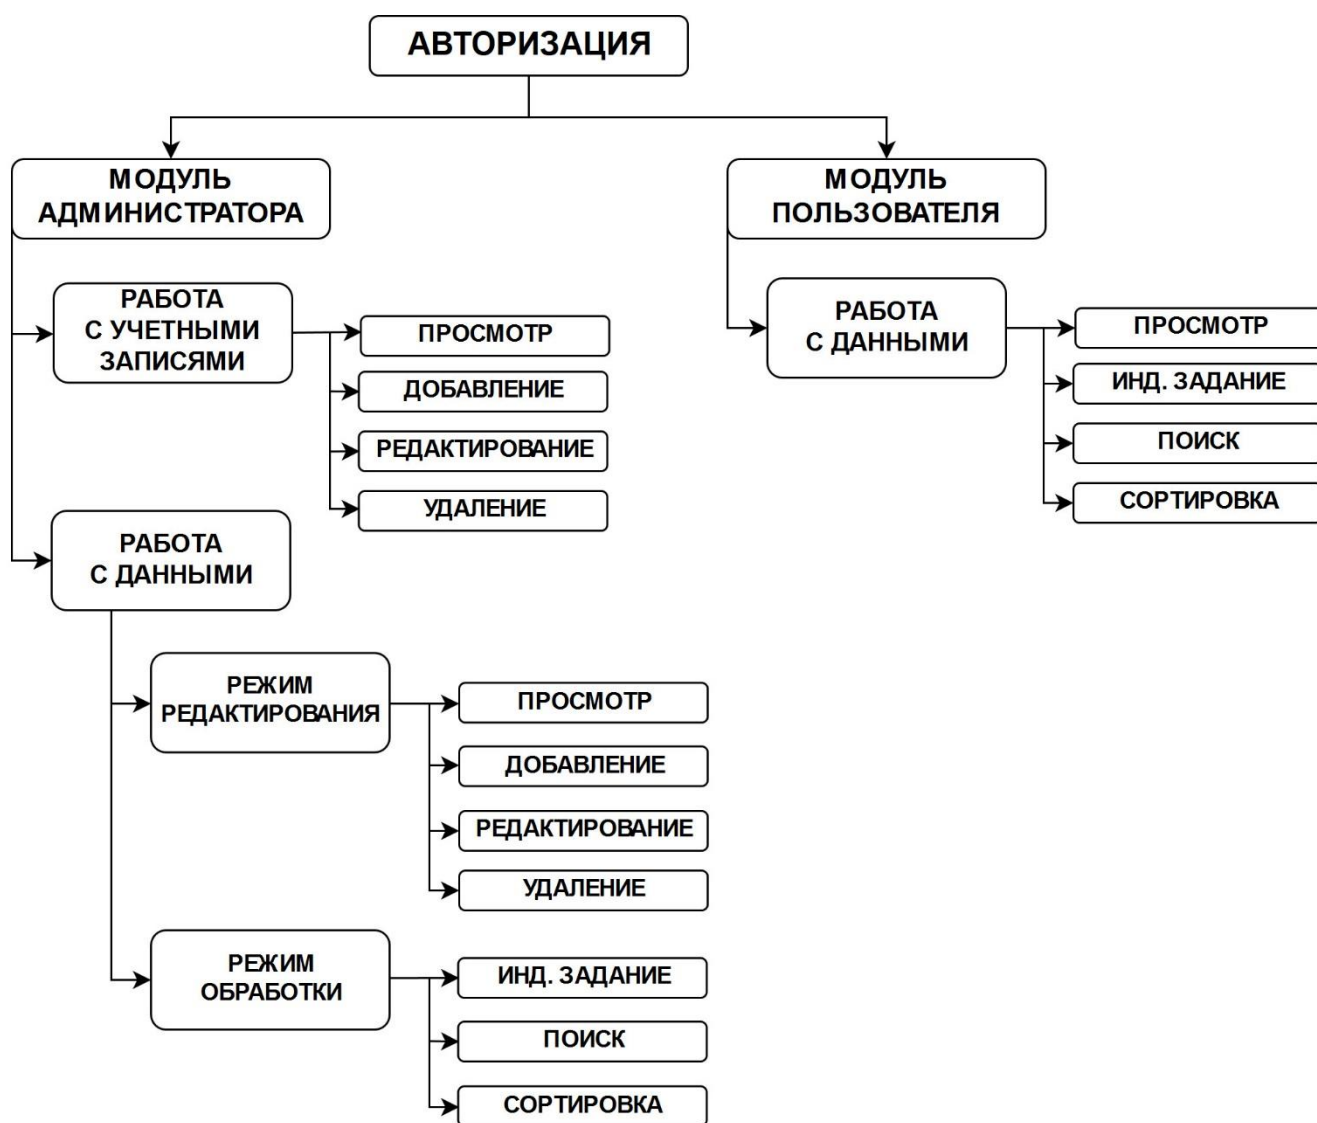 АВТОРИЗАЦИЯ
МОДУЛЬ
АДМИНИСТРАТОРА
РАБОТА
С УЧЕТНЫМИ
ЗАПИСЯМИ
ПРОСМОТР
ДОБАВЛЕНИЕ
РЕДАКТИРОВАНИЕ
УДАЛЕНИЕ
РАБОТА
С ДАННЫМИ
РЕЖИМ
РЕДАКТИРОВАНИЯ
ПРОСМОТР
ДОБАВЛЕНИЕ
РЕДАКТИРОВАНИЕ
УДАЛЕНИЕ
РЕЖИМ
ОБРАБОТКИ
ИНД. ЗАДАНИЕ
ПОИСК
СОРТИРОВКА
МОДУЛЬ
ПОЛЬЗОВАТЕЛЯ
РАБОТА
С ДАННЫМИ
ПРОСМОТР
ИНД. ЗАДАНИЕ
ПОИСК
СОРТИРОВКА